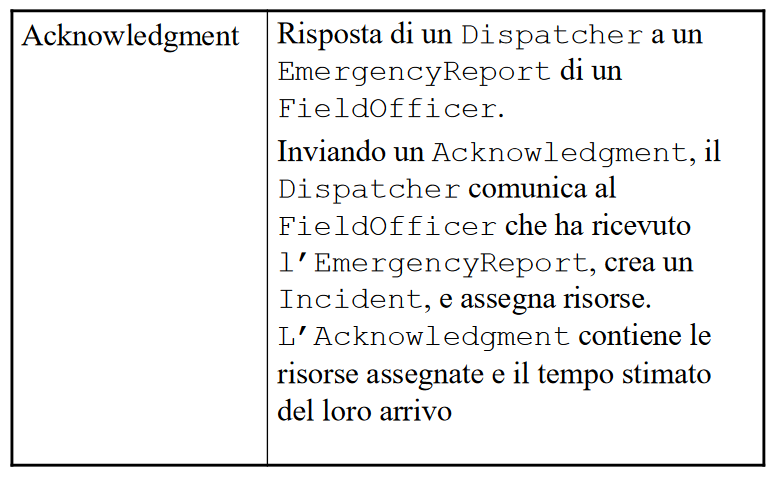 Acknowledgment
Risposta di un Dispatcher a un
EmergencyReport di un
FieldOfficer.
Inviando un Acknowledgment, il
Dispatcher comunica al
FieldOfficer che ha ricevuto
l’EmergencyReport, crea un
Incident, e assegna risorse.
L’Acknowledgment contiene le
risorse assegnate e il tempo stimato
del loro arrivo